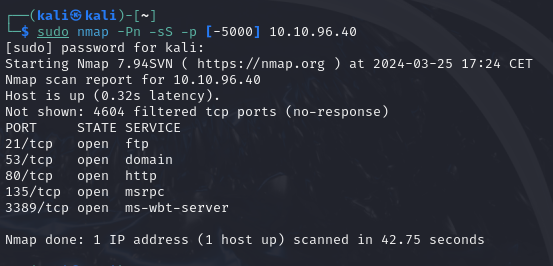 ┌──(kali㉿kali)-[~]
└─$ sudo nmap -Pn -sS -p [-5000] 10.10.96.40
[sudo] password for kali:
Starting Nmap 7.94SVN ( https://nmap.org ) at 2024-03-25 17:24 CET
Nmap scan report for 10.10.96.40
Host is up (0.32s latency).
Not shown: 4604 filtered tcp ports (no-response)
PORT     STATE SERVICE
21/tcp   open  ftp
53/tcp   open  domain
80/tcp   open  http
135/tcp  open  msrpc
3389/tcp open  ms-wbt-server
Nmap done: 1 IP address (1 host up) scanned in 42.75 seconds